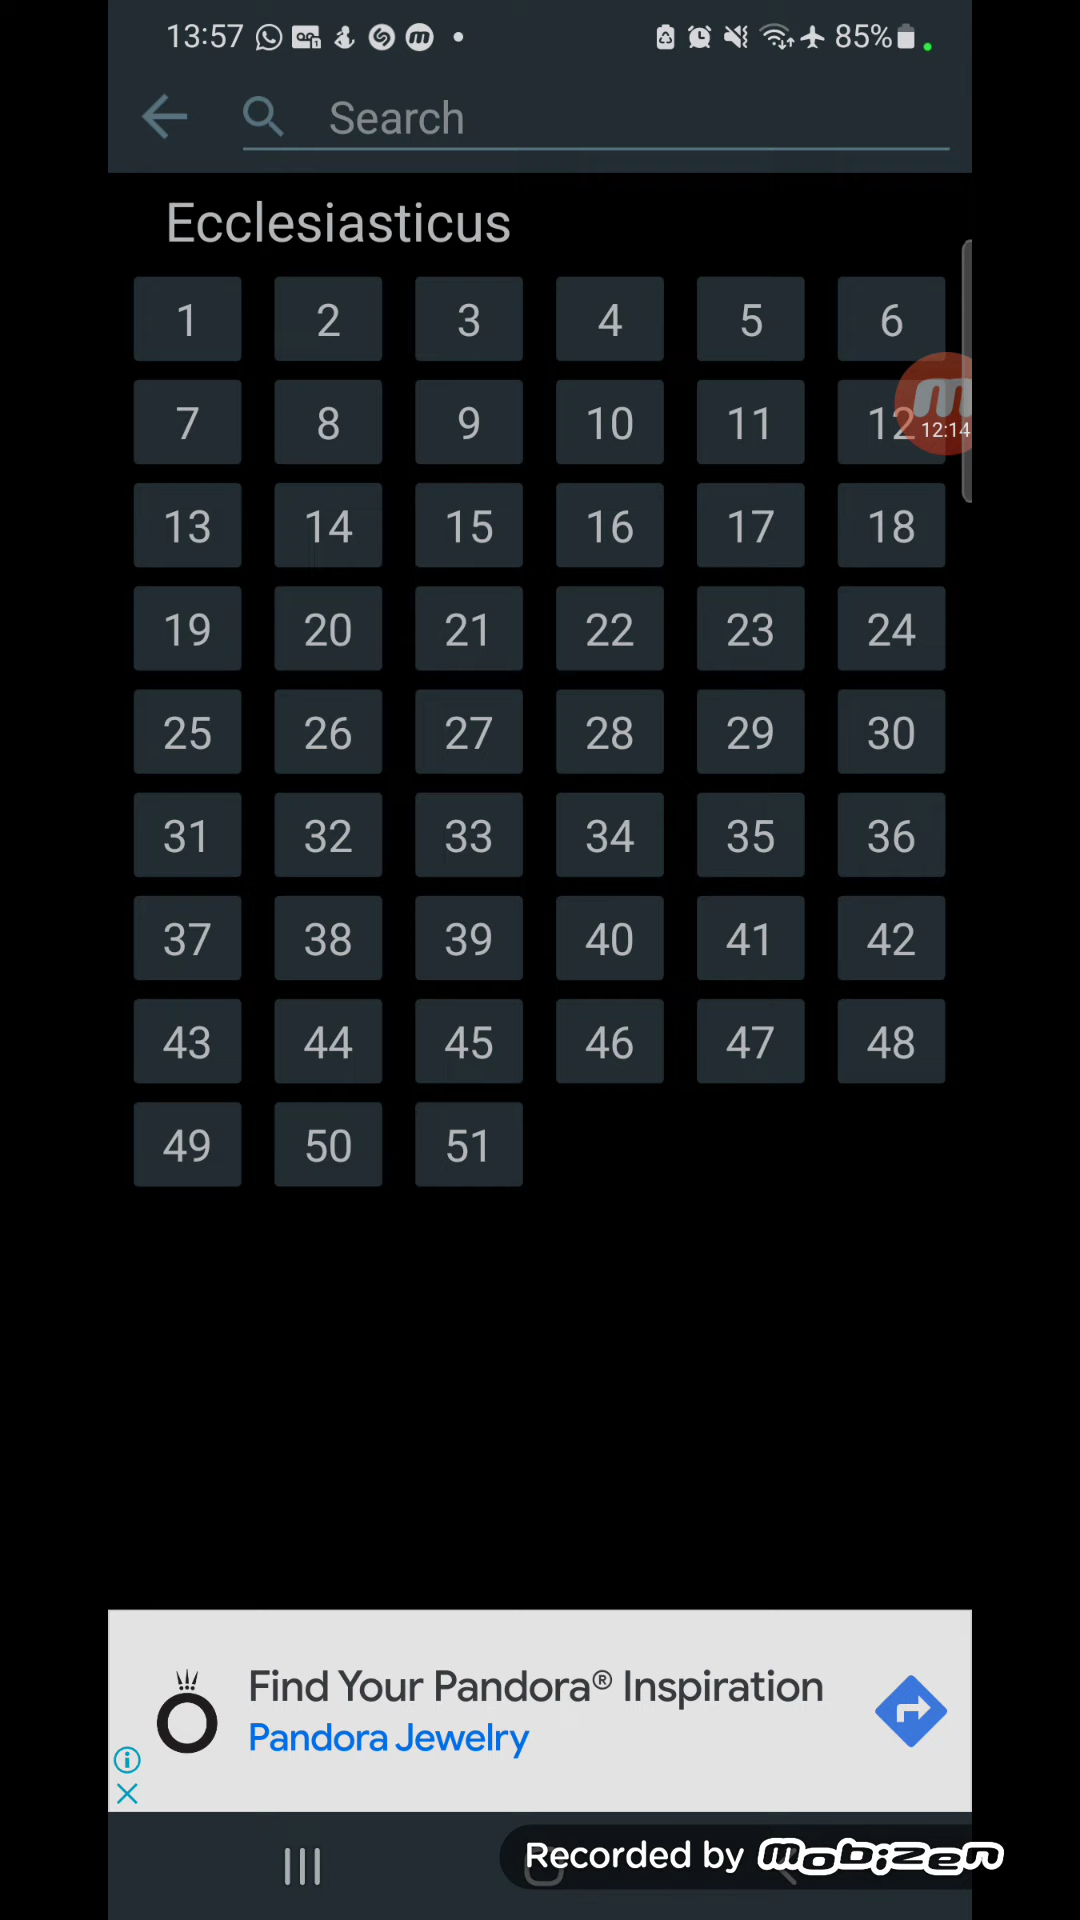 13:57 85%
Search
Ecclesiasticus
1 2 3 4 5 6
7 8 9 10 11 12
12:14
13 14 15 16 17 18
19 20 21 22 23 24
25 26 27 28 29 30
31 32 33 34 35 36
37 38 39 40 41 42
43 44 45 46 47 48
49 50 51
Find Your Pandora® Inspiration
Pandora Jewelry
Recorded by mobizen